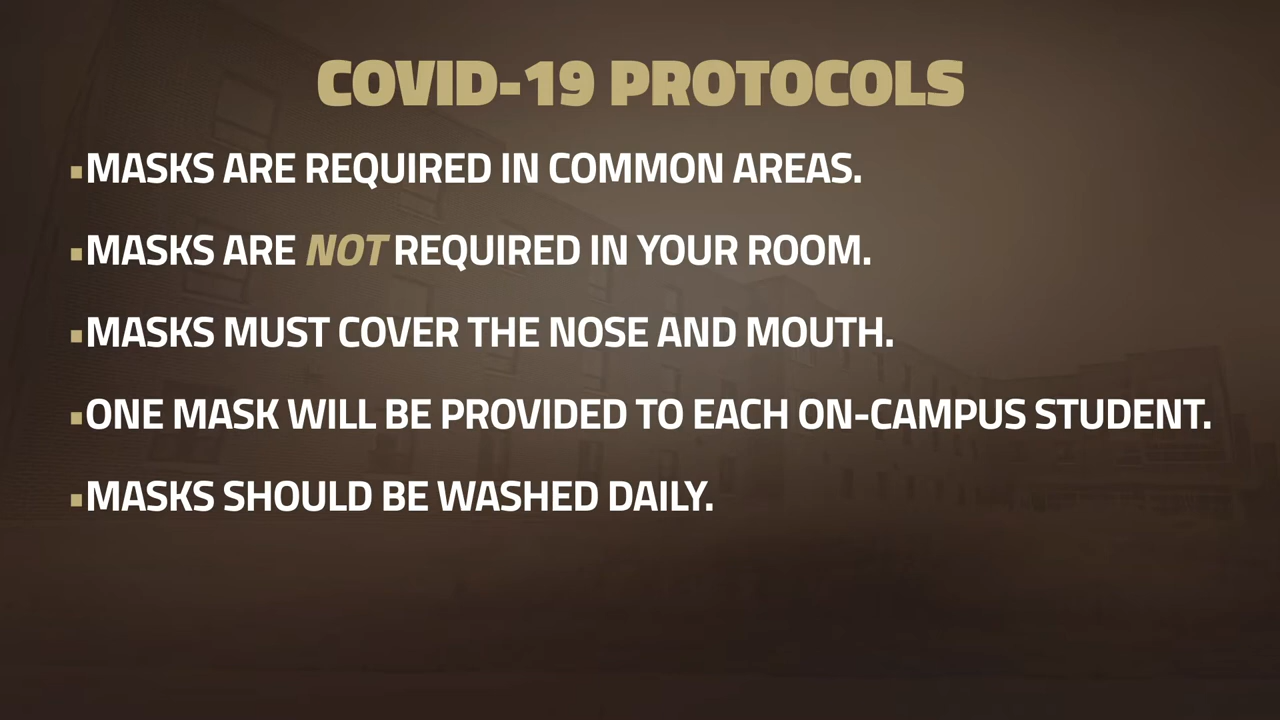 COVID-19 PROTOCOLS
▪MASKS ARE REQUIRED IN COMMON AREAS.
▪MASKS ARE NOT REQUIRED IN YOUR ROOM.
▪MASKS MUST COVER THE NOSE AND MOUTH.
▪ONE MASK WILL BE PROVIDED TO EACH ON-CAMPUS STUDENT.
▪MASKS SHOULD BE WASHED DAILY.